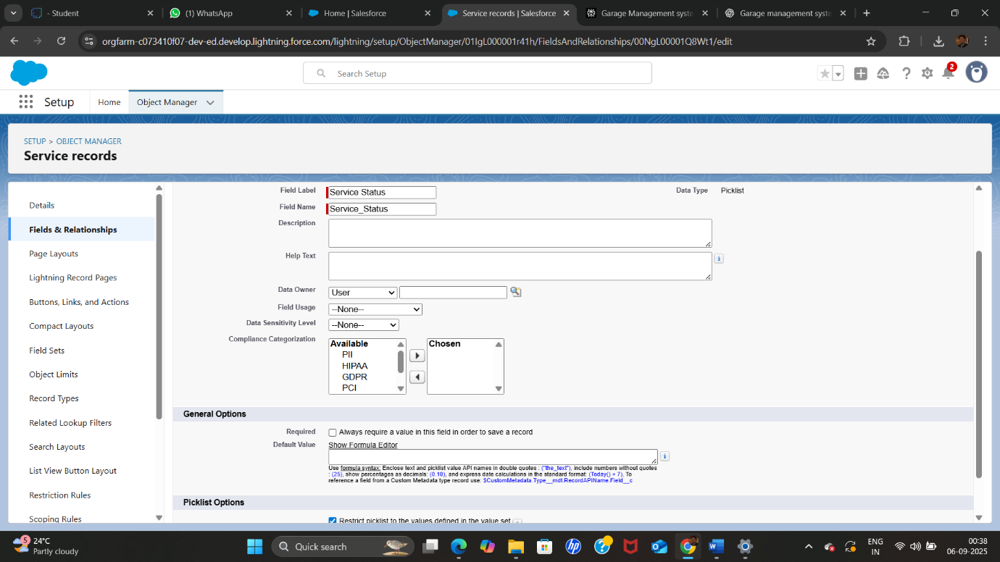 - Student
(1) WhatsApp
Home | Salesforce
Service records | Salesforce
Garage Management syste
Garage management syste
orgfarm-c073410f07-dev-ed.develop.lightning.force.com/lightning/setup/ObjectManager/01IgL000001r41h/FieldsAndRelationships/00NgL00001Q8Wt1/edit
Search Setup
2
Setup
Home
Object Manager
SETUP > OBJECT MANAGER
Service records
Details
Fields & Relationships
Page Layouts
Lightning Record Pages
Buttons, Links, and Actions
Compact Layouts
Field Sets
Object Limits
Record Types
Related Lookup Filters
Search Layouts
List View Button Layout
Restriction Rules
Scoping Rules
Field Label Service Status Data Type Picklist
Field Name Service_Status
Description
Help Text
i
Data Owner User
Field Usage --None--
Data Sensitivity Level --None--
Compliance Categorization
Available
PII
HIPAA
GDPR
PCI
Chosen
General Options
Required Always require a value in this field in order to save a record
Default Value Show Formula Editor
i
Use formula syntax: Enclose text and picklist value API names in double quotes : ("the_text"), include numbers without quotes
: (25), show percentages as decimals: (0.10), and express date calculations in the standard format: (Today() + 7), To
reference a field from a Custom Metadata type record use: $CustomMetadata.Type__mdt.RecordAPIName.Field__c
Picklist Options
Restrict picklist to the values defined in the value set
5
24°C
Partly cloudy
Quick search
ENG
IN
00:38
06-09-2025